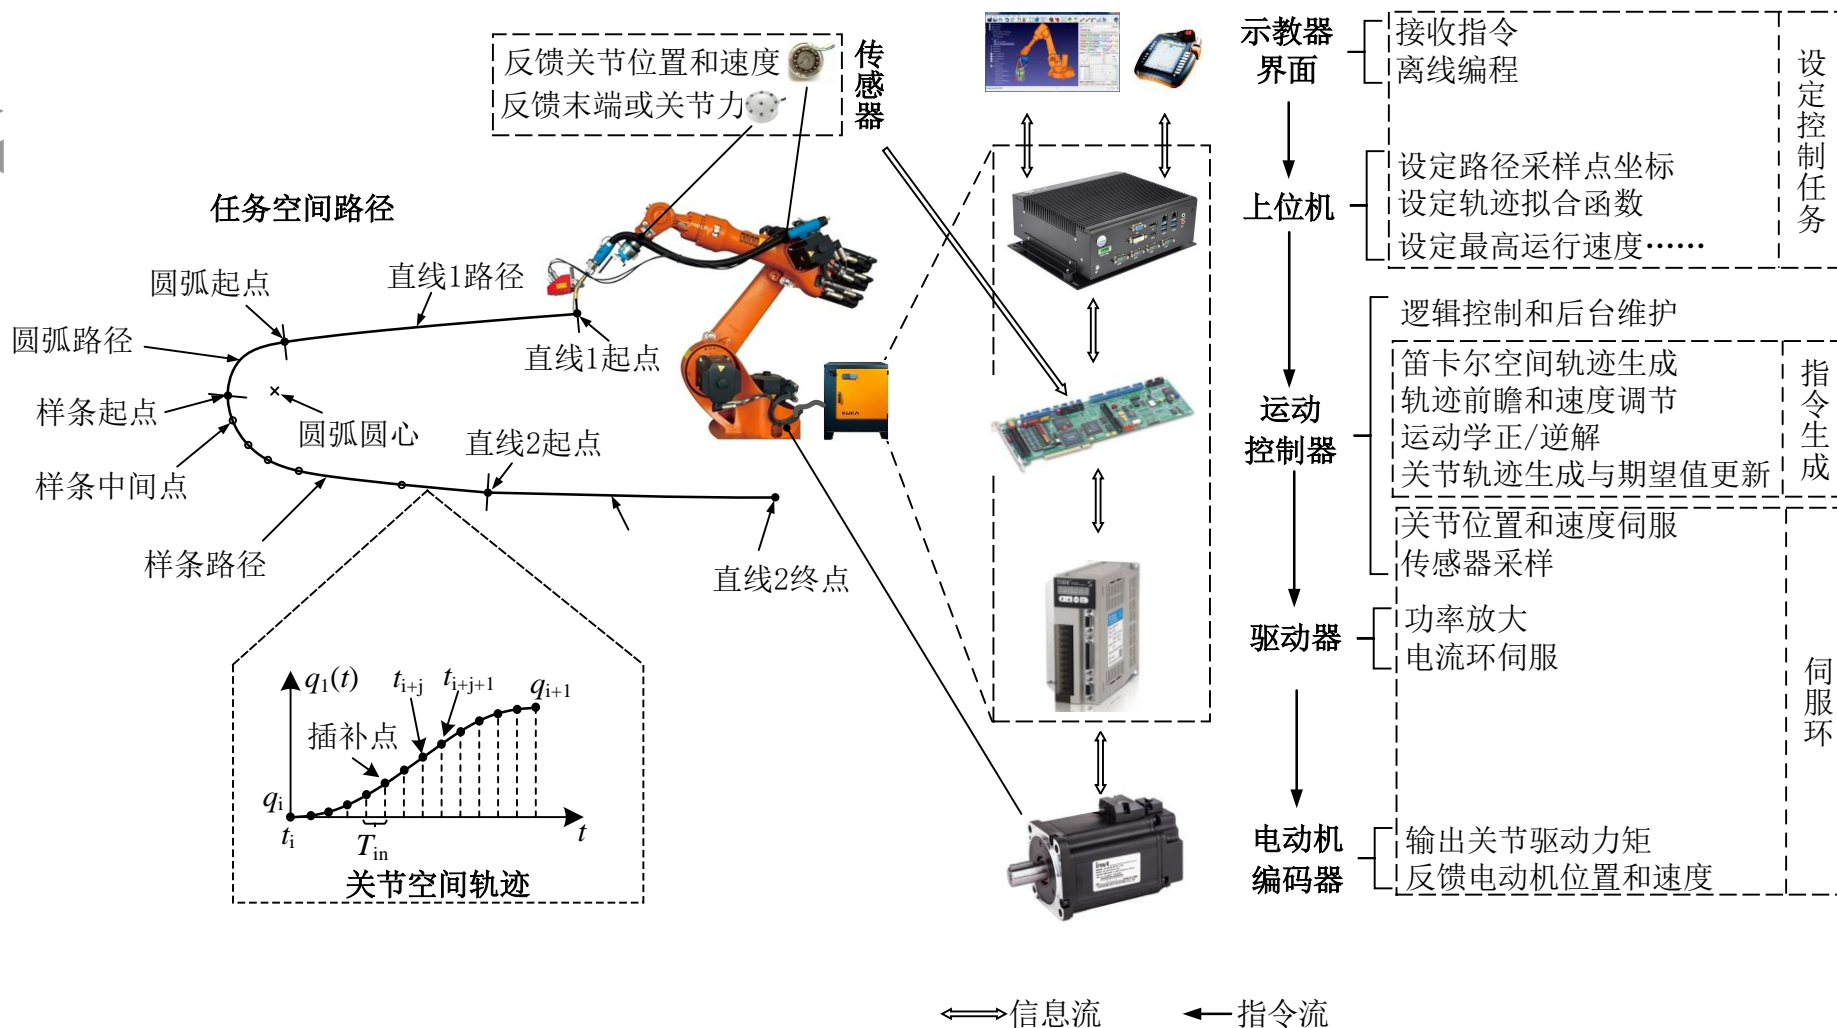 反馈关节位置和速度
反馈末端或关节力
传感器
任务空间路径
圆弧起点
直线1路径
圆弧路径
直线1起点
样条起点
圆弧圆心
直线2起点
样条中间点
样条路径
直线2终点
q1(t)
ti+j
ti+j+1
qi+1
插补点
qi
ti
Tin
t
关节空间轨迹
KUKA
示教器
界面
接收指令
离线编程
上位机
设定路径采样点坐标
设定轨迹拟合函数
设定最高运行速度……
设定控制任务
运动
控制器
逻辑控制和后台维护
笛卡尔空间轨迹生成
轨迹前瞻和速度调节
运动学正/逆解
关节轨迹生成与期望值更新
指令生成
关节位置和速度伺服
传感器采样
驱动器
功率放大
电流环伺服
伺服环
电动机
编码器
输出关节驱动力矩
反馈电动机位置和速度
invt
信息流
指令流